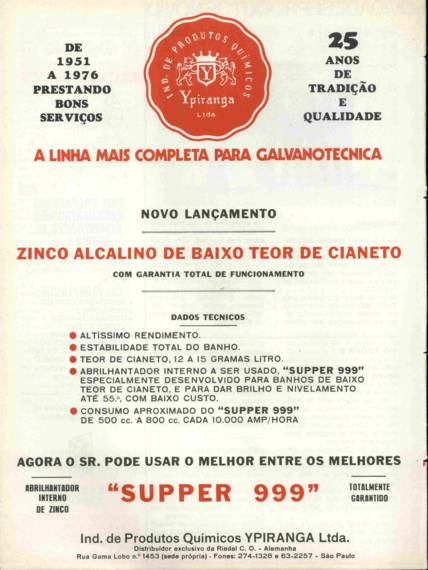 DE
1951
A 1976
PRESTANDO
BONS
SERVIÇOS
IND. DE PRODUTOS QUÍMICOS
Y
Ypiranga
Ltda
25
ANOS
DE
TRADIÇÃO
E
QUALIDADE
A LINHA MAIS COMPLETA PARA GALVANOTECNICA
NOVO LANÇAMENTO
ZINCO ALCALINO DE BAIXO TEOR DE CIANETO
COM GARANTIA TOTAL DE FUNCIONAMENTO
DADOS TECNICOS
ALTÍSSIMO RENDIMENTO.
ESTABILIDADE TOTAL DO BANHO.
TEOR DE CIANETO, 12 A 15 GRAMAS LITRO.
ABRILHANTADOR INTERNO A SER USADO, "SUPPER 999"
ESPECIALMENTE DESENVOLVIDO PARA BANHOS DE BAIXO
TEOR DE CIANETO, E PARA DAR BRILHO E NIVELAMENTO
ATÉ 55.º, COM BAIXO CUSTO.
CONSUMO APROXIMADO DO "SUPPER 999"
DE 500 cc. A 800 cc. CADA 10.000 AMP/HORA
AGORA O SR. PODE USAR O MELHOR ENTRE OS MELHORES
ABRILHANTADOR
INTERNO
DE ZINCO
"SUPPER 999"
TOTALMENTE
GARANTIDO
Ind. de Produtos Químicos YPIRANGA Ltda.
Distribuidor exclusivo da Riedel C. O. - Alemanha
Rua Gama Lobo n.º 1453 (sede própria) - Fones: 274-1328 e 63-2257 - São Paulo